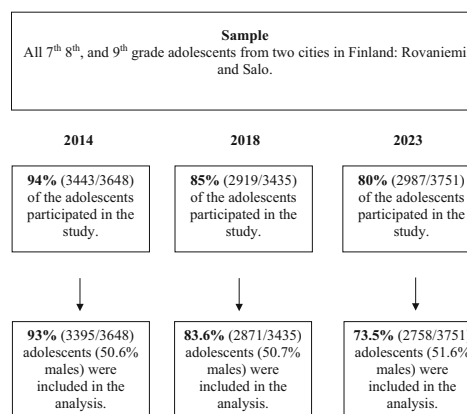 Sample
All 7th 8th, and 9th grade adolescents from two cities in Finland: Rovaniemi
and Salo.
2014 2018 2023
94% (3443/3648)
of the adolescents
participated in the
study.
85% (2919/3435)
of the adolescents
participated in the
study.
80% (2987/3751)
of the adolescents
participated in the
study.
93% (3395/3648)
adolescents (50.6%
males) were
included in the
analysis.
83.6% (2871/3435)
adolescents (50.7%
males) were
included in the
analysis.
73.5% (2758/3751
adolescents (51.6%
males) were
included in the
analysis.